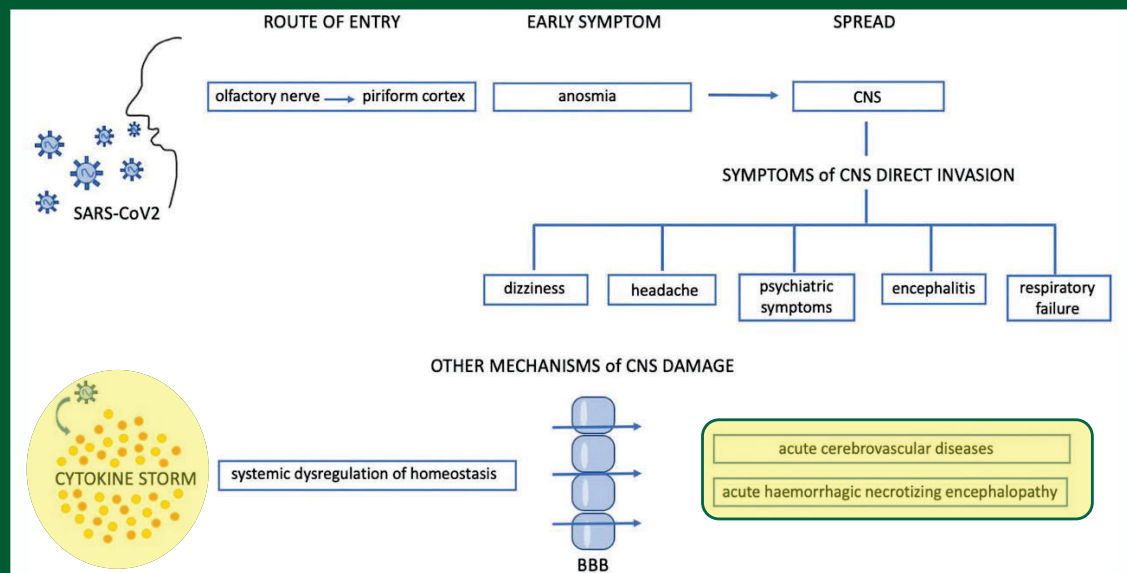 ROUTE OF ENTRY
EARLY SYMPTOM
SPREAD
olfactory nerve → piriform cortex
anosmia
CNS
SARS-CoV2
SYMPTOMS of CNS DIRECT INVASION
dizziness
headache
psychiatric
symptoms
encephalitis
respiratory
failure
OTHER MECHANISMS of CNS DAMAGE
CYTOKINE STORM
systemic dysregulation of homeostasis
BBB
acute cerebrovascular diseases
acute haemorrhagic necrotizing encephalopathy